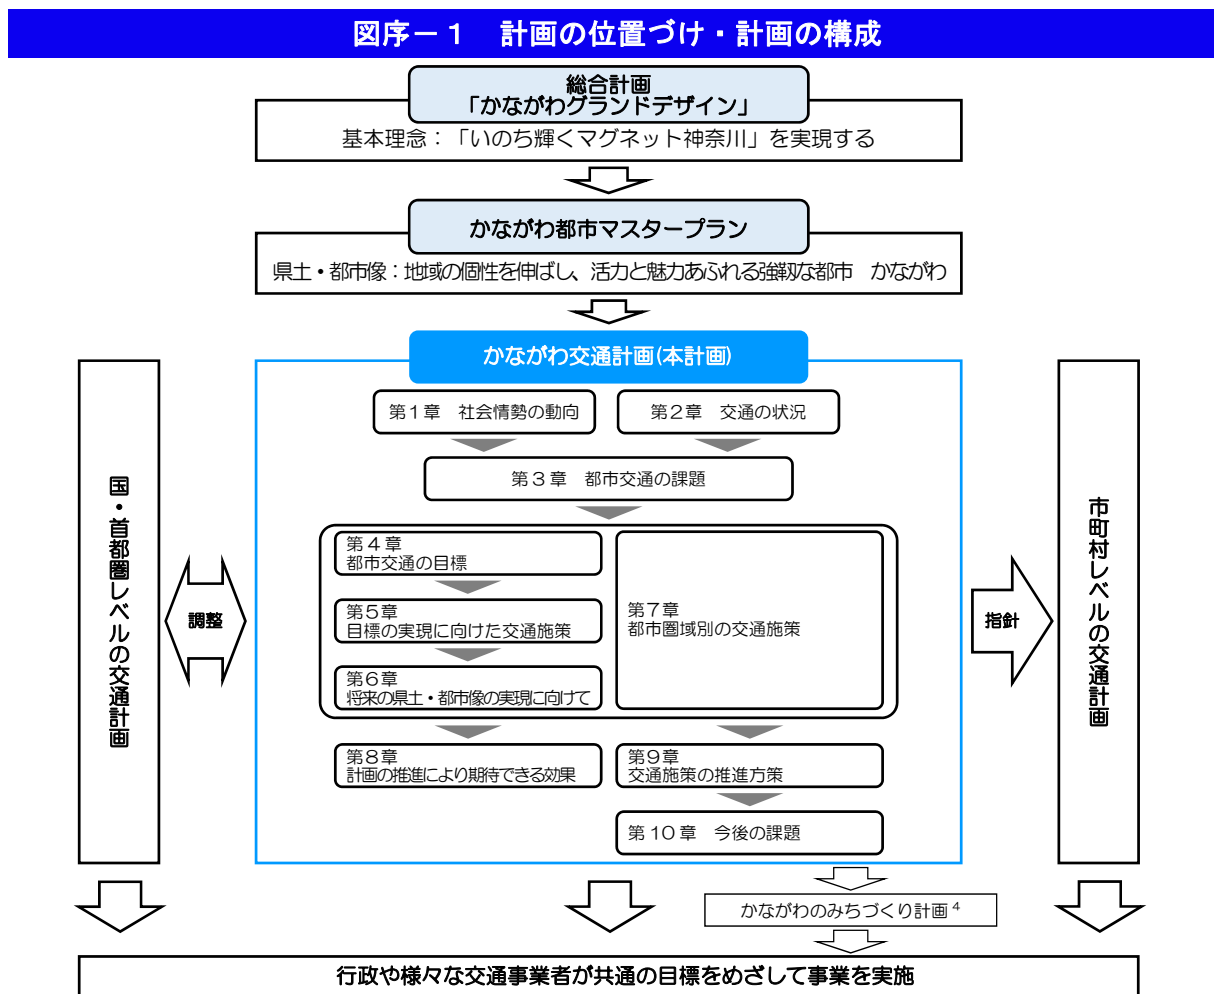 図序－１　計画の位置づけ・計画の構成
総合計画
「かながわグランドデザイン」
基本理念：「いのち輝くマグネット神奈川」を実現する
かながわ都市マスタープラン
県土・都市像：地域の個性を伸ばし、活力と魅力あふれる強靱な都市　かながわ
かながわ交通計画(本計画)
第１章　社会情勢の動向
第２章　交通の状況
第３章　都市交通の課題
第４章
都市交通の目標
第５章
目標の実現に向けた交通施策
第６章
将来の県土・都市像の実現に向けて
第７章
都市圏域別の交通施策
第８章
計画の推進により期待できる効果
第９章
交通施策の推進方策
第10章　今後の課題
国・首都圏レベルの交通計画
調整
指針
市町村レベルの交通計画
かながわのみちづくり計画⁴
行政や様々な交通事業者が共通の目標をめざして事業を実施